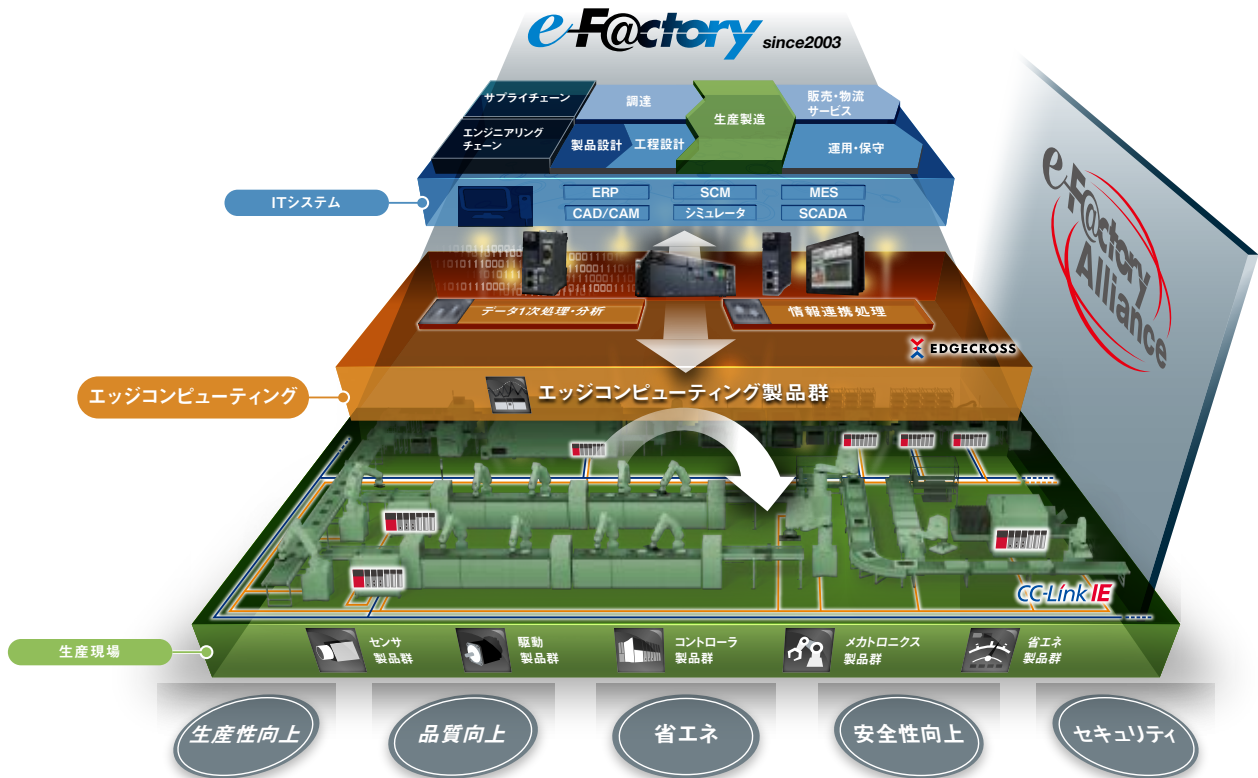 e-F@ctory since2003
サプライチェーン
調達
生産製造
販売・物流
サービス
エンジニアリング
チェーン
製品設計
工程設計
運用・保守
ITシステム
ERP
SCM
MES
CAD/CAM
シミュレータ
SCADA
e-F@ctory
Alliance
データ1次処理・分析
情報連携処理
EDGECROSS
エッジコンピューティング
エッジコンピューティング製品群
CC-Link IE
生産現場
センサ
製品群
駆動
製品群
コントローラ
製品群
メカトロニクス
製品群
省エネ
製品群
生産性向上
品質向上
省エネ
安全性向上
セキュリティ